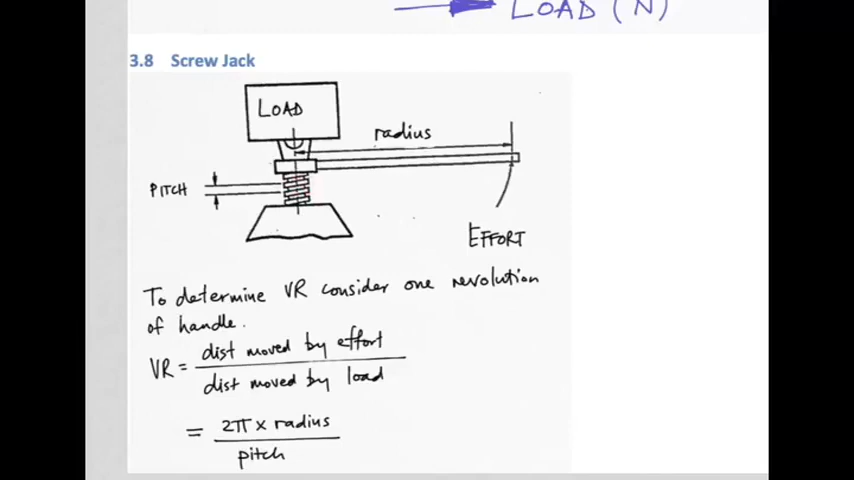 LOAD (N)
3.8 Screw Jack
LOAD
radius
PITCH
EFFORT
To determine VR consider one revolution
of handle.
VR = dist moved by effort
dist moved by load
= 2π x radius
pitch